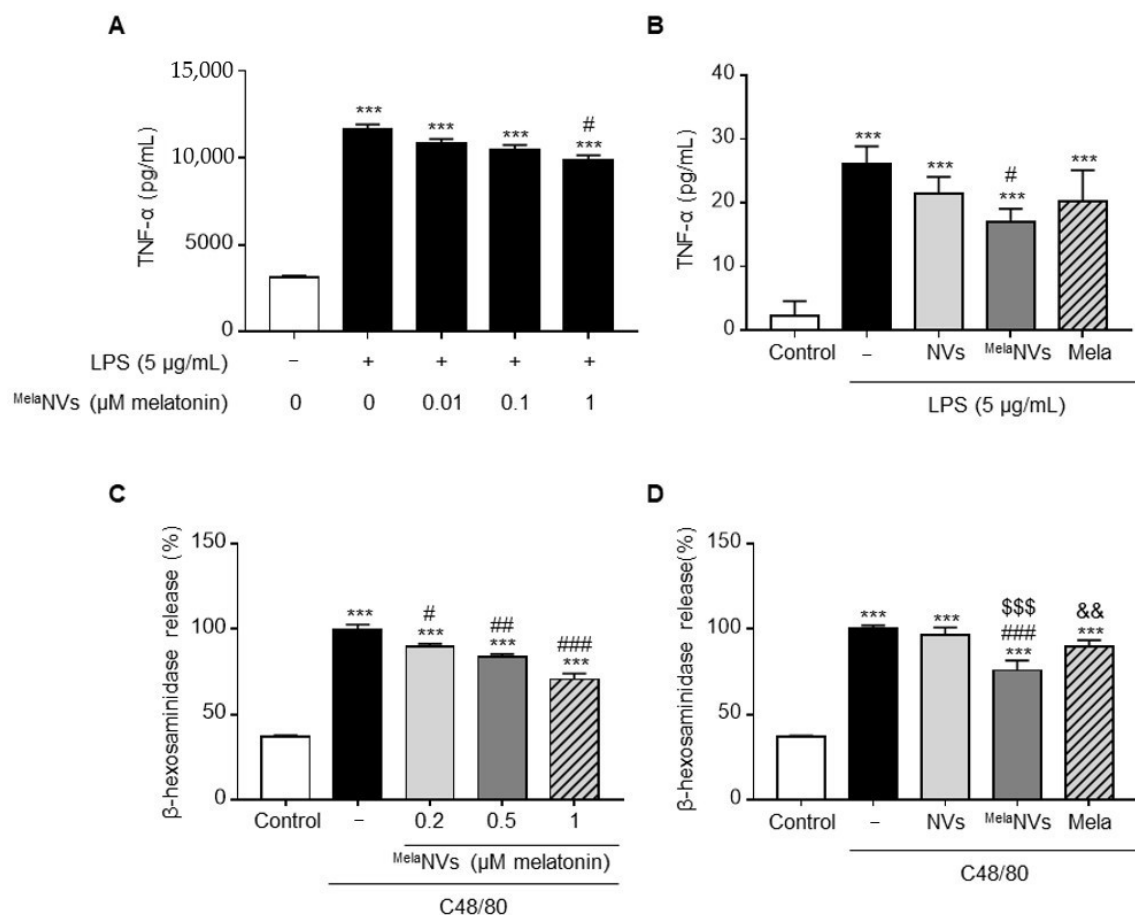 A
TNF-α (pg/mL)
15,000
10,000
5000
0
*** *** *** # ***
LPS (5 µg/mL) – + + + +
MelaNVs (µM melatonin) 0 0 0.01 0.1 1
B
TNF-α (pg/mL)
40
30
20
10
0
*** *** # *** ***
Control – NVs MelaNVs Mela
LPS (5 µg/mL)
C
β-hexosaminidase release (%)
150
100
50
0
*** # *** ## *** ### ***
Control – 0.2 0.5 1
MelaNVs (µM melatonin)
C48/80
D
β-hexosaminidase release(%)
150
100
50
0
*** *** $$$ ### *** && ***
Control – NVs MelaNVs Mela
C48/80